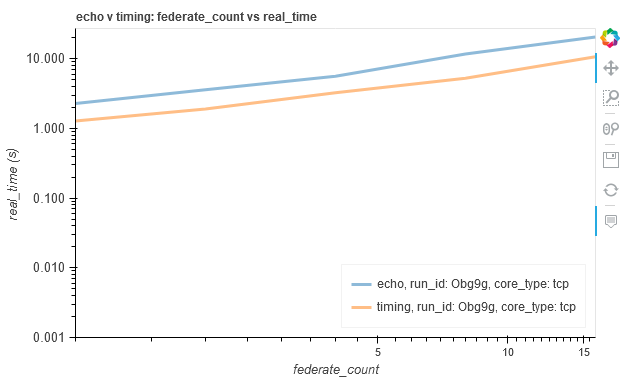 echo v timing: federate_count vs real_time
10.000
1.000
0.100
0.010
0.001
real_time (s)
echo, run_id: Obg9g, core_type: tcp
timing, run_id: Obg9g, core_type: tcp
5
10
15
federate_count